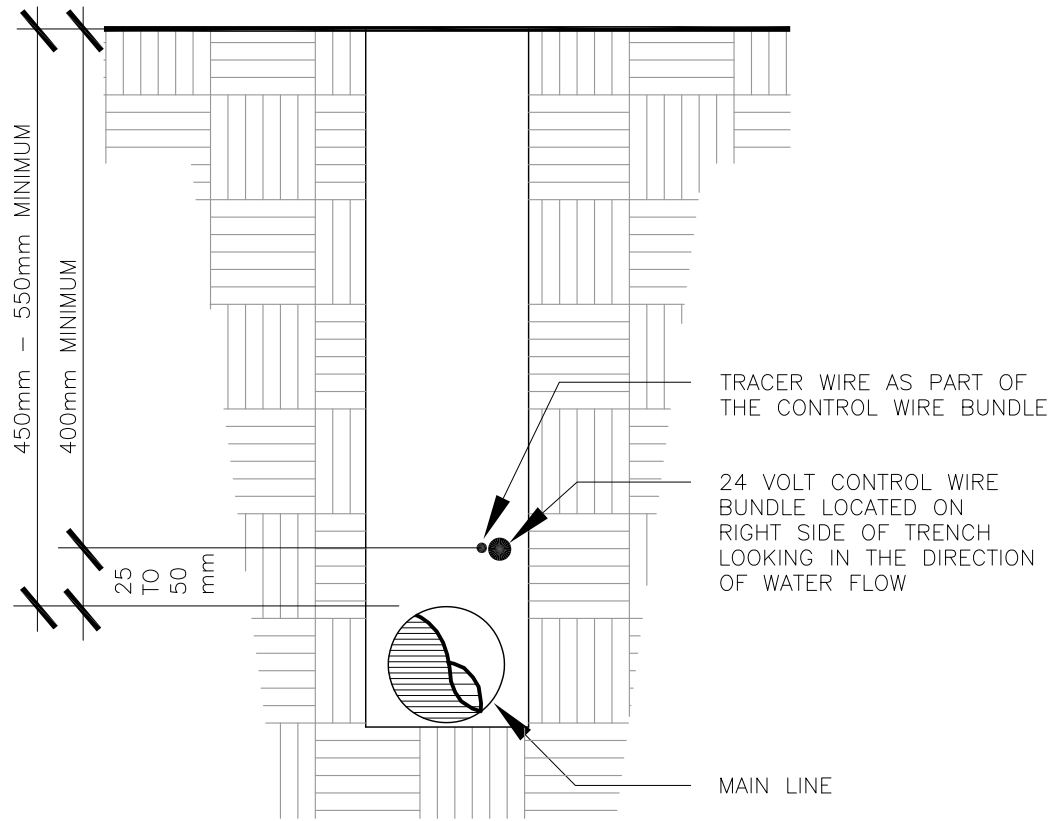 450mm – 550mm MINIMUM
400mm MINIMUM
25
TO
50
mm
TRACER WIRE AS PART OF
THE CONTROL WIRE BUNDLE
24 VOLT CONTROL WIRE
BUNDLE LOCATED ON
RIGHT SIDE OF TRENCH
LOOKING IN THE DIRECTION
OF WATER FLOW
MAIN LINE